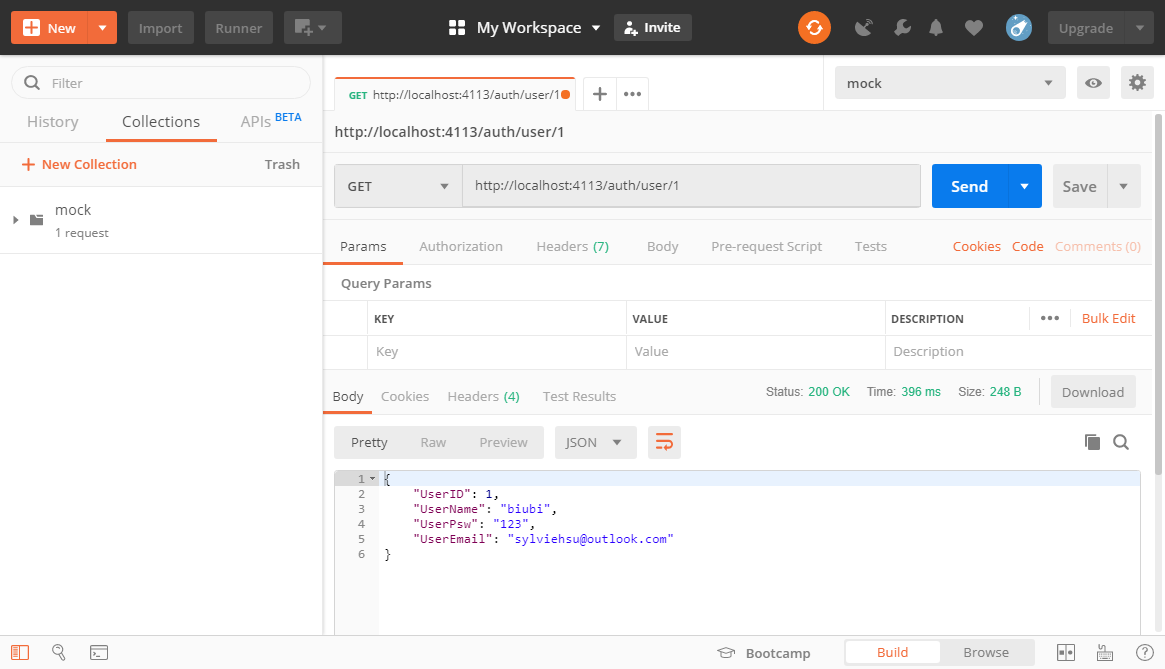 New Import Runner My Workspace Invite Upgrade
Filter
History Collections APIs BETA
New Collection Trash
mock
1 request
GET http://localhost:4113/auth/user/1 mock
http://localhost:4113/auth/user/1
GET http://localhost:4113/auth/user/1 Send Save
Params Authorization Headers (7) Body Pre-request Script Tests Cookies Code Comments (0)
Query Params
KEY VALUE DESCRIPTION ••• Bulk Edit
Key Value Description
Body Cookies Headers (4) Test Results Status: 200 OK Time: 396 ms Size: 248 B Download
Pretty Raw Preview JSON
1 {
2 "UserID": 1,
3 "UserName": "biubi",
4 "UserPsw": "123",
5 "UserEmail": "sylviehsu@outlook.com"
6 }
Bootcamp Build Browse